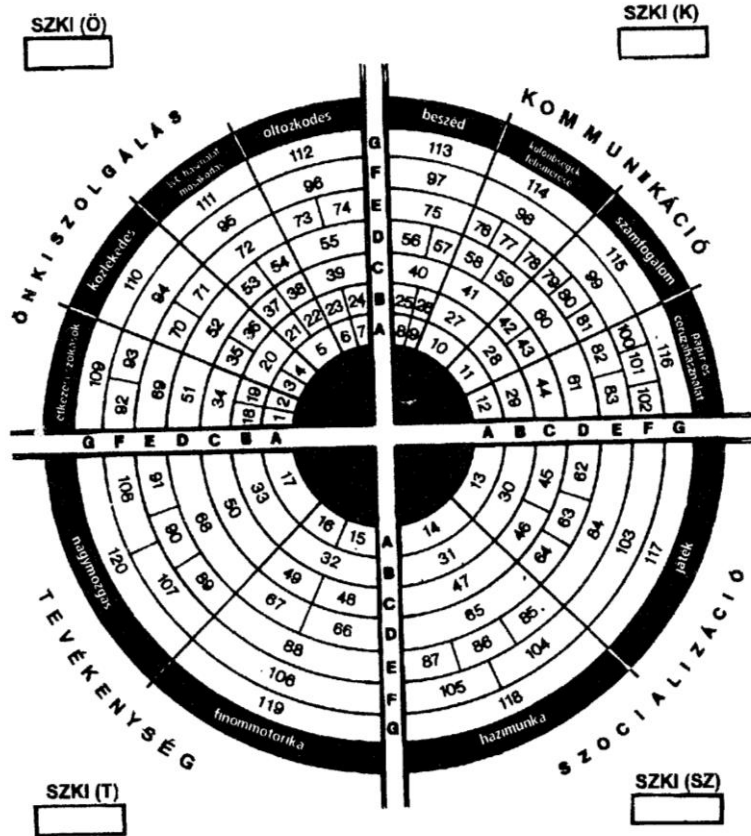 SZKI (Ö)
SZKI (K)
ÖNKISZOLGÁLÁS
KOMMUNIKÁCIÓ
közlekedés
öltözködés
beszéd
különbségek
felismerése
számfogalom
papír és
ceruzahasználat
G
F
E
D
C
B
A
109 110 111 112
92 93 94 95 96
69 70 71 72 73 74
51 52 53 54 55
34 35 36 37 38 39
18 19 20 21 22 23 24
1 2 3 4 5 6 7
113 114 115 116
97 98 99 100 101 102
75 76 77 78 79 80 81 82 83
56 57 58 59 60 61
40 41 42 43 44
25 26 27 28 29
8 9 10 11 12
G F E D C B A
A B C D E F G
17 16 15
33 32
50 49 48
68 67 66
91 90 89 88
108 107 106
120 119
13 14
30 31
45 46 47
62 63 64 65
84 85 86 87
103 104 105
117 118
A
B
C
D
E
F
G
nagymozgás
finommotorika
házimunka
játék
TEVÉKENYSÉG
SZOCIALIZÁCIÓ
SZKI (T)
SZKI (SZ)